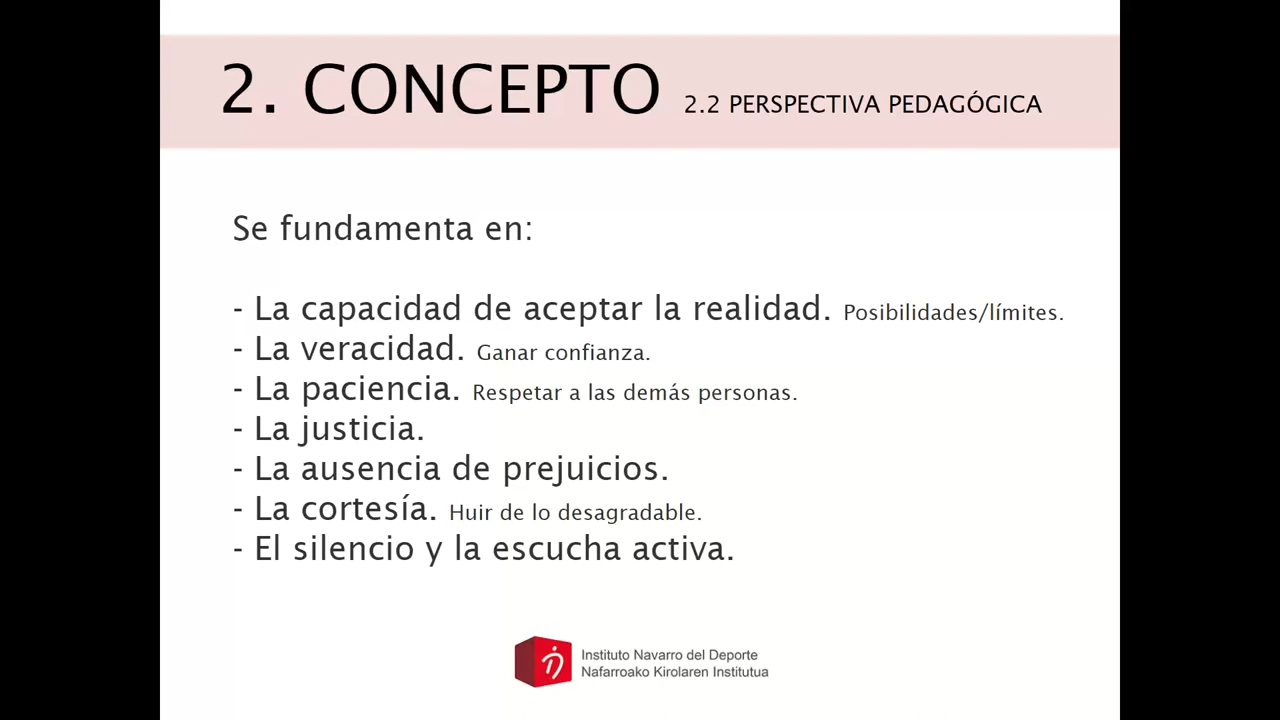 2. CONCEPTO 2.2 PERSPECTIVA PEDAGÓGICA
Se fundamenta en:
- La capacidad de aceptar la realidad. Posibilidades/límites.
- La veracidad. Ganar confianza.
- La paciencia. Respetar a las demás personas.
- La justicia.
- La ausencia de prejuicios.
- La cortesía. Huir de lo desagradable.
- El silencio y la escucha activa.
Instituto Navarro del Deporte
Nafarroako Kirolaren Institutua